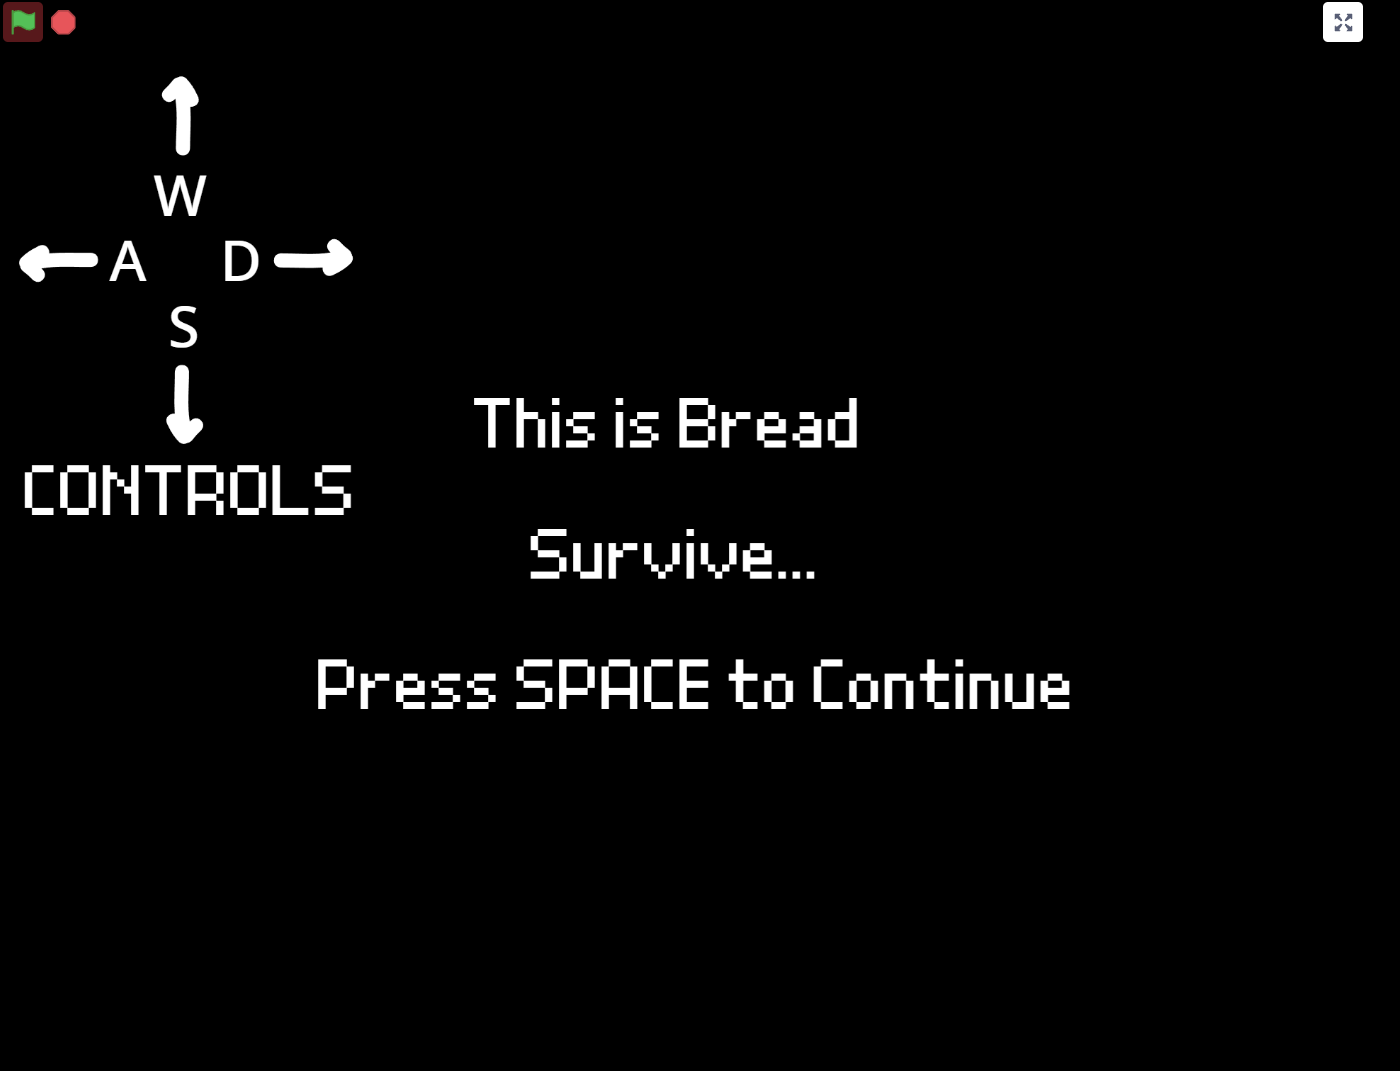 W
A D
S
CONTROLS
This is Bread
Survive...
Press SPACE to Continue